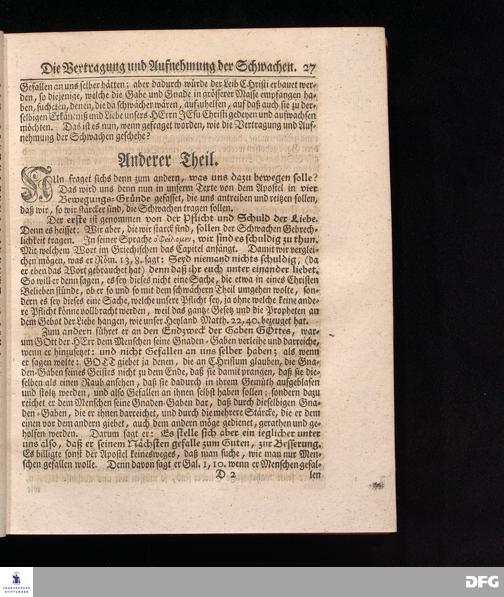 Die Vertragung und Aufnehmung der Schwachen. 27
Gefallen an uns selber hätten; aber dadurch würde der Leib Christi erbauet wer-
den, so diejenige, welche die Gabe und Gnade in grösserer Masse empfangen ha-
ben, sucheten, denen, die da schwächer wären, aufzuhelfen, auf daß auch sie zu der-
selbigen Erkäntniß und Liebe unsers HErrn JEsu Christi gedeyen und aufwachsen
möchten. Das ist es nun, wenn gefraget worden, wie die Vertragung und Auf-
nehmung der Schwachen geschehe?
Anderer Theil.
NUn fraget sichs denn zum andern, was uns dazu bewegen solle?
Das wird uns denn nun in unserm Texte von dem Apostel in vier
Bewegungs-Gründe gefasset, die uns antreiben und reitzen sollen,
daß wir, so wir stärcker sind, die Schwachen tragen sollen.
Der erste ist genommen von der Pflicht und Schuld der Liebe.
Denn es heisset: Wir aber, die wir starck sind, sollen der Schwachen Gebrech-
lichkeit tragen. In seiner Sprache ὀφείλομεν, wir sind es schuldig zu thun.
Mit welchem Wort im Griechischen das Capitel anfängt. Damit wir verglei-
chen mögen, was er Röm. 13, 8. sagt: Seyd niemand nichts schuldig, (da
er eben das Wort gebrauchet hat) denn daß ihr euch unter einander liebet.
So will er denn sagen, es sey dieses nicht eine Sache, die etwa in eines Christen
Belieben stünde, ob er so und so mit dem schwächern Theil umgehen wolte, son-
dern es sey dieses eine Sache, welche unsere Pflicht sey, ja ohne welche keine ande-
re Pflicht könne vollbracht werden, weil das gantze Gesetz und die Propheten an
dem Gebot der Liebe hangen, wie unser Heyland Matth. 22, 40. bezeuget hat.
Zum andern führet er an den Endzweck der Gaben GOttes, war-
um GOtt der HErr dem Menschen seine Gnaden-Gaben verleihe und darreiche,
wenn er hinzusetzet: und nicht Gefallen an uns selber haben; als wenn
er sagen wolte: GOTT giebet ja denen, die an Christum glauben, die Gna-
den-Gaben seines Geistes nicht zu dem Ende, daß sie damit prangen, daß sie die-
selben als einen Raub ansehen, daß sie dadurch in ihrem Gemüth aufgeblasen
und stoltz werden, und also Gefallen an ihnen selbst haben sollen; sondern dazu
reichet er dem Menschen seine Gnaden-Gaben dar, daß durch dieselbigen Gna-
den-Gaben, die er ihnen darreichet, und durch die mehrere Stärcke, die er dem
einen vor dem andern giebet, auch dem andern möge gedienet, gerathen und ge-
holfen werden. Darum sagt er: Es stelle sich aber ein ieglicher unter
uns also, daß er seinem Nächsten gefalle zum Guten, zur Besserung.
Es billigte sonst der Apostel keinesweges, daß man suche, wie man nur Men-
schen gefallen wolle. Denn davon sagt er Gal. 1, 10. wenn er Menschen gefal-
D 2 len
FRANCKESCHE
STIFTUNGEN
DFG